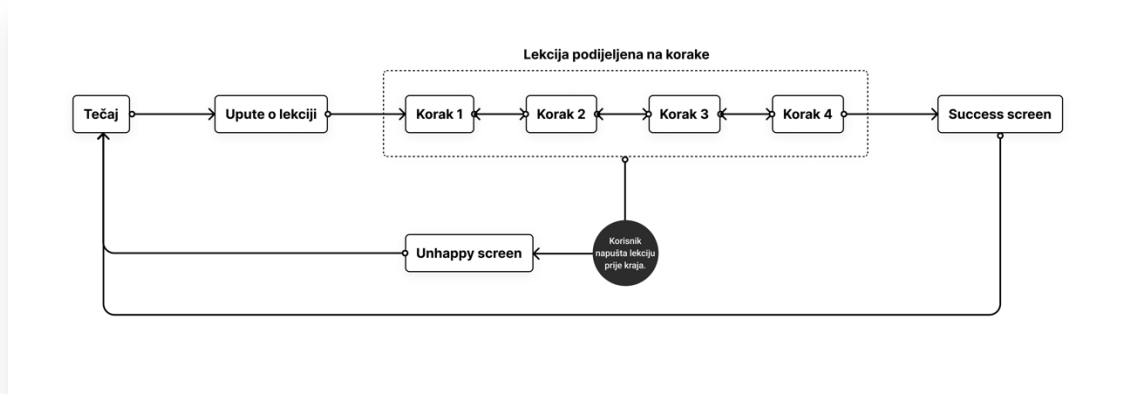 Lekcija podijeljena na korake
Tečaj
Upute o lekciji
Korak 1
Korak 2
Korak 3
Korak 4
Success screen
Unhappy screen
Korisnik
napušta lekciju
prije kraja.